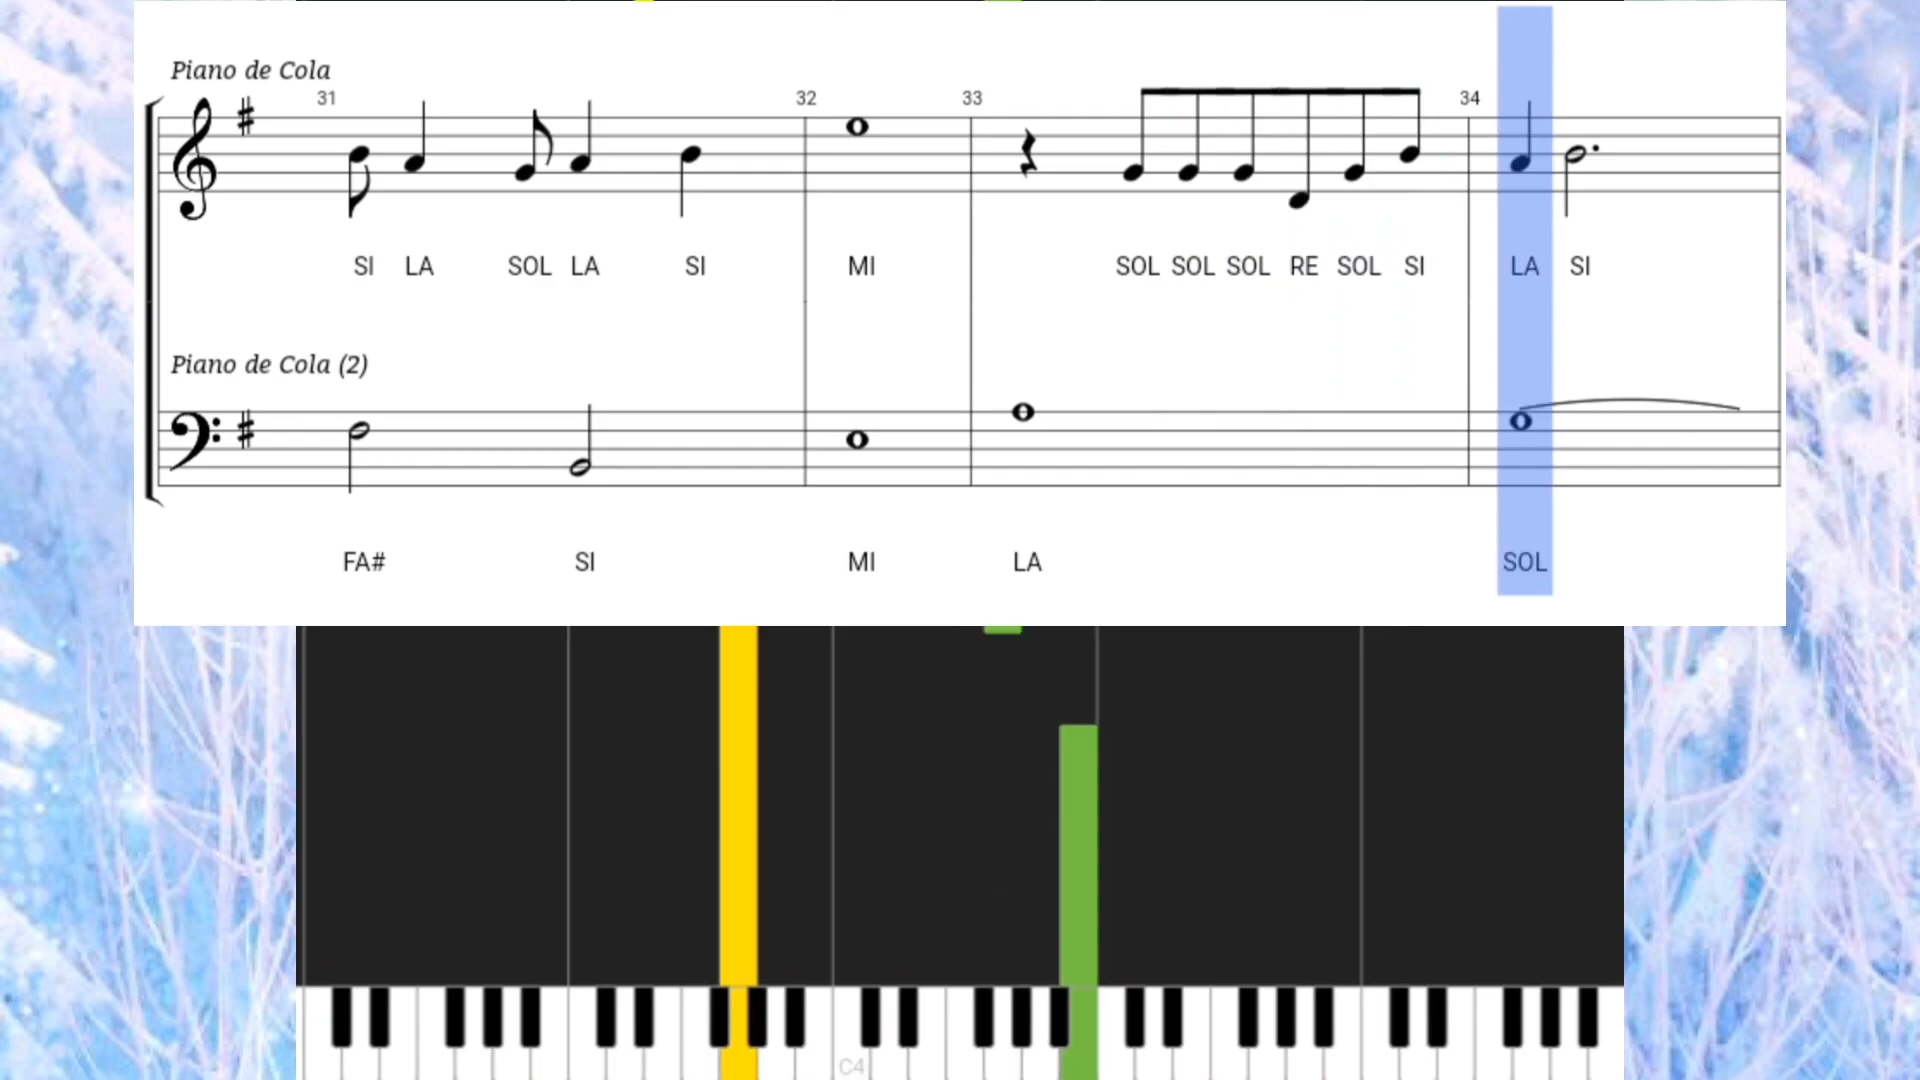 Piano de Cola
31 32 33 34
SI LA SOL LA SI MI SOL SOL SOL RE SOL SI LA SI
Piano de Cola (2)
FA# SI MI LA SOL
C4